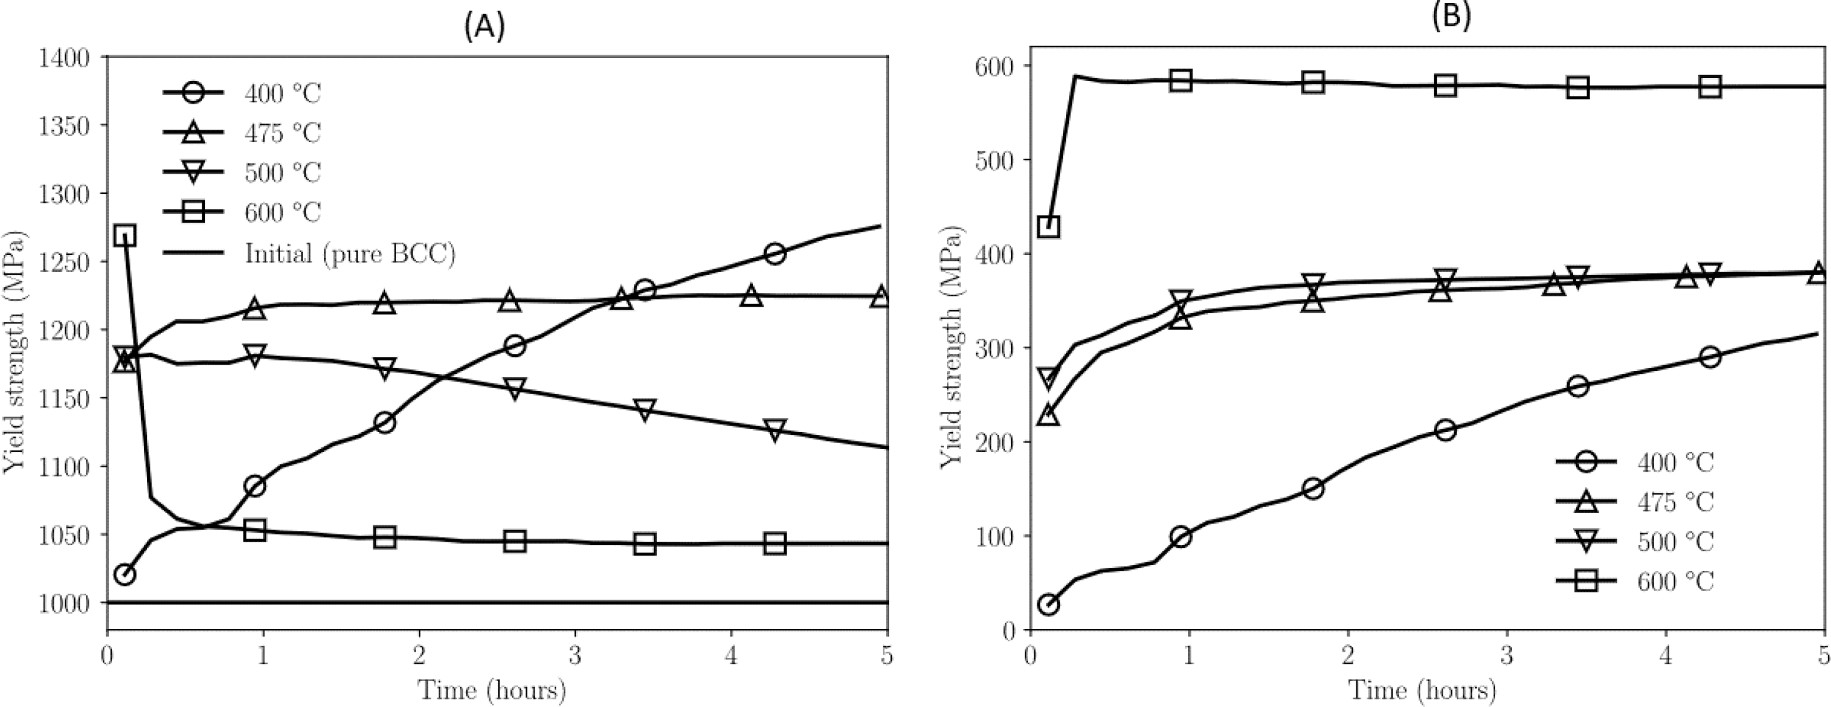 (A)
1400
1350
1300
1250
1200
1150
1100
1050
1000
Yield strength (MPa)
400 °C
475 °C
500 °C
600 °C
Initial (pure BCC)
0 1 2 3 4 5
Time (hours)
(B)
600
500
400
300
200
100
0
Yield strength (MPa)
400 °C
475 °C
500 °C
600 °C
0 1 2 3 4 5
Time (hours)